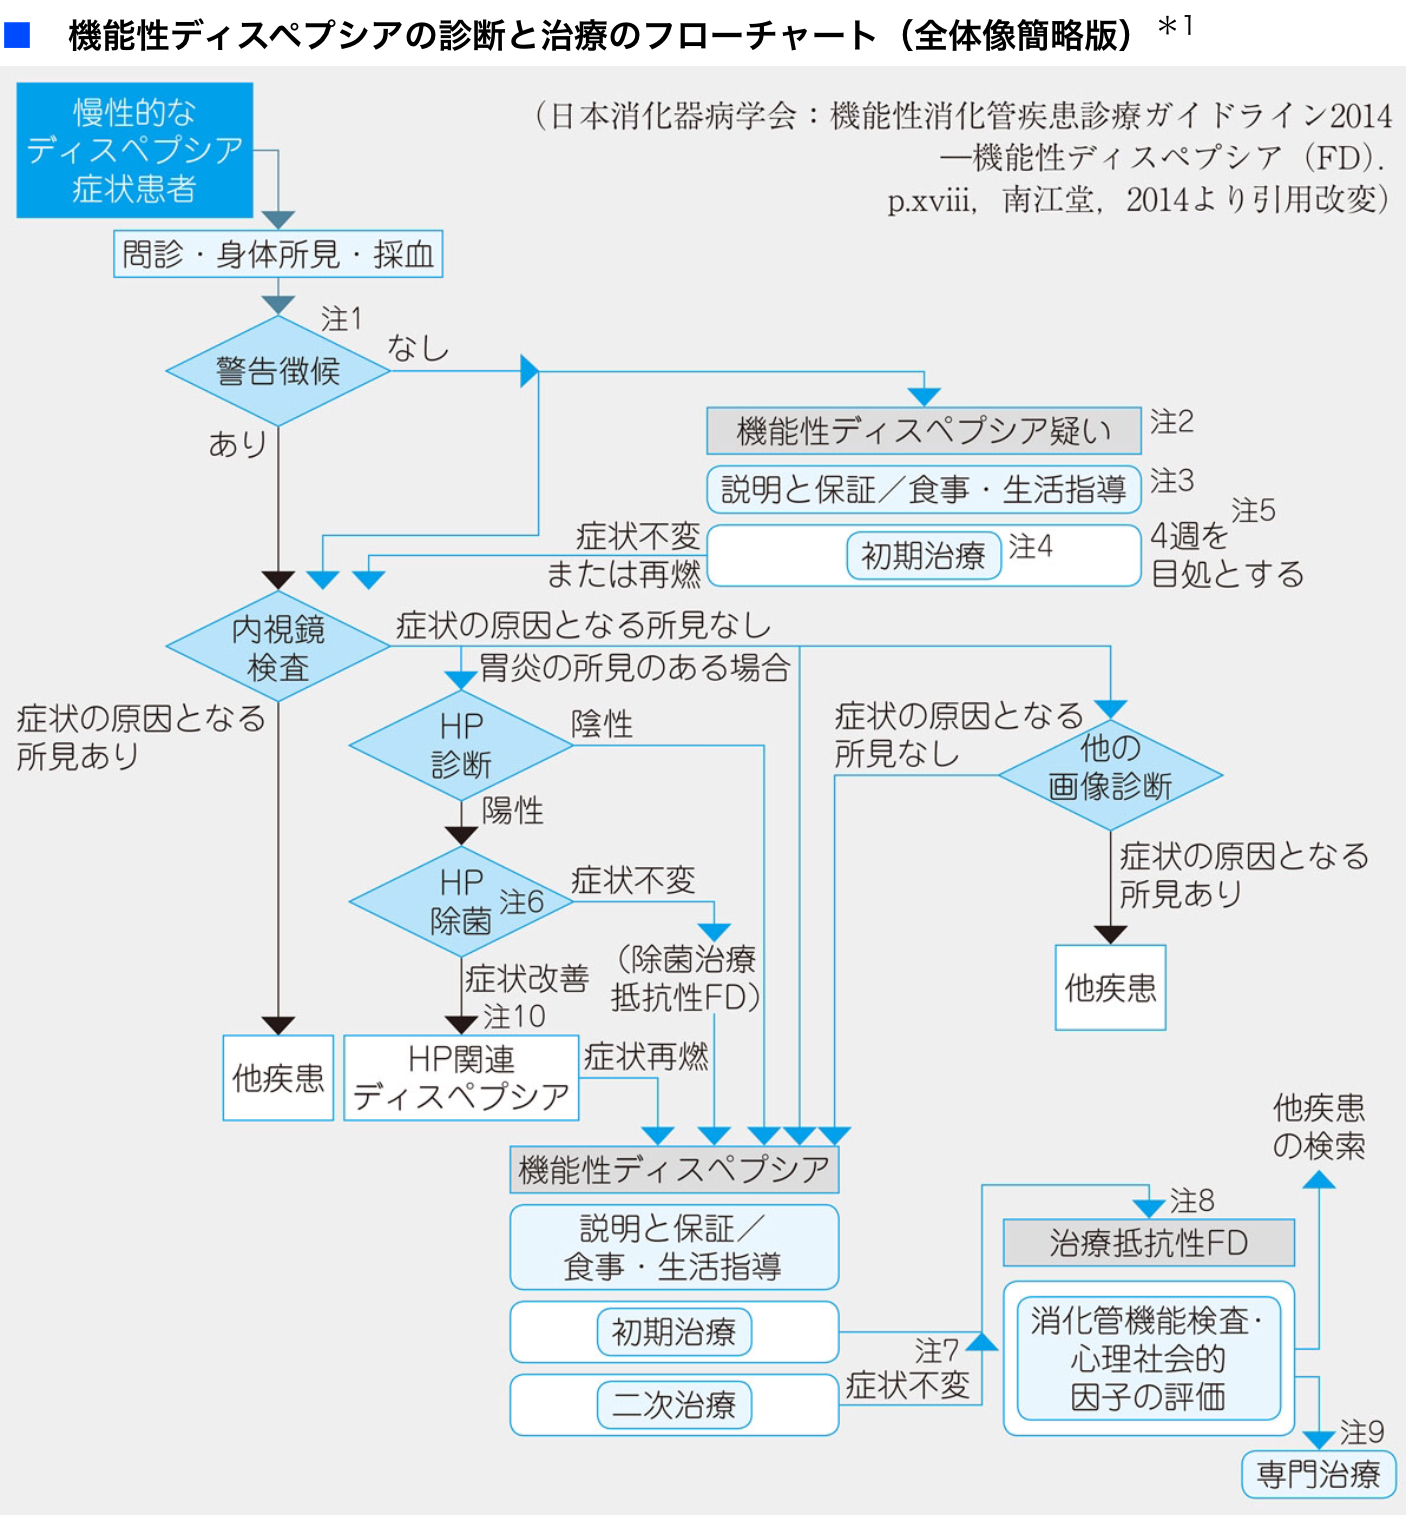 ■ 機能性ディスペプシアの診断と治療のフローチャート（全体像簡略版）＊1
慢性的な
ディスペプシア
症状患者
（日本消化器病学会：機能性消化管疾患診療ガイドライン2014
―機能性ディスペプシア（FD）.
p.xviii, 南江堂, 2014より引用改変）
問診・身体所見・採血
注1
警告徴候
なし
あり
機能性ディスペプシア疑い
注2
説明と保証／食事・生活指導
注3
初期治療
注4
注5
4週を
目処とする
症状不変
または再燃
内視鏡
検査
症状の原因となる所見なし
胃炎の所見のある場合
症状の原因となる
所見あり
HP
診断
陰性
陽性
症状の原因となる
所見なし
他の
画像診断
症状の原因となる
所見あり
他疾患
HP
除菌
注6
症状不変
（除菌治療
抵抗性FD）
症状改善
注10
他疾患
HP関連
ディスペプシア
症状再燃
機能性ディスペプシア
説明と保証／
食事・生活指導
初期治療
二次治療
注7
症状不変
他疾患
の検索
注8
治療抵抗性FD
消化管機能検査・
心理社会的
因子の評価
注9
専門治療